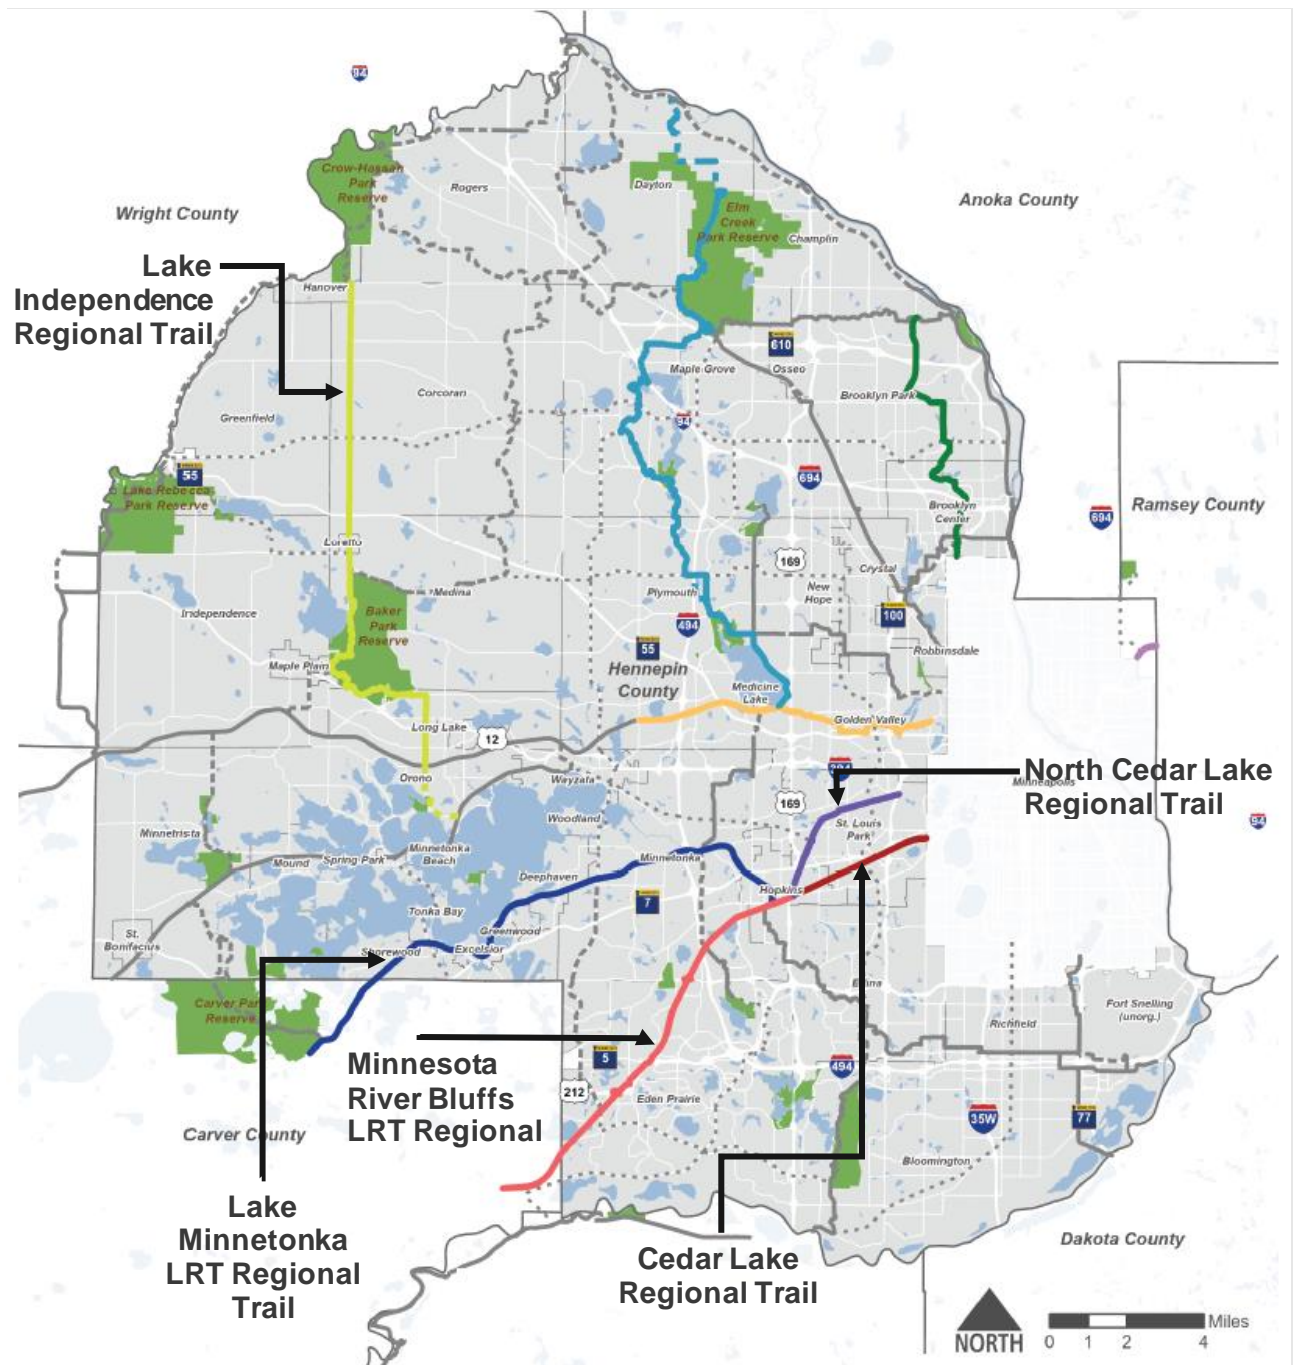 94
Crow-Hassan
Park
Reserve
Rogers
Dayton
Elm
Creek
Park Reserve
Champlin
Anoka County
Wright County
Lake
Independence
Regional Trail
Hanover
610
Maple Grove
Osseo
Corcoran
Brooklyn Park
Greenfield
94
55
694
Lake Rebecca
Park Reserve
Brooklyn
Center
694
Ramsey County
Loretto
169
Crystal
Medina
Plymouth
New
Hope
Independence
Baker
Park
Reserve
494
100
55
Robbinsdale
Maple Plain
Hennepin
County
Medicine
Lake
Golden Valley
Long Lake
12
Orono
Wayzata
394
North Cedar Lake
Regional Trail
Minneapolis
169
Woodland
St. Louis
Park
94
Minnetrista
Mound
Spring Park
Minnetonka
Beach
Minnetonka
Deephaven
Hopkins
7
Tonka Bay
Greenwood
St.
Bonifacius
Shorewood
Excelsior
Edina
Carver Park
Reserve
Fort Snelling
(unorg.)
Richfield
Minnesota
River Bluffs
LRT Regional
5
494
212
Eden Prairie
35W
77
Carver County
Bloomington
Lake
Minnetonka
LRT Regional
Trail
Cedar Lake
Regional Trail
Dakota County
NORTH
Miles
0 1 2 4